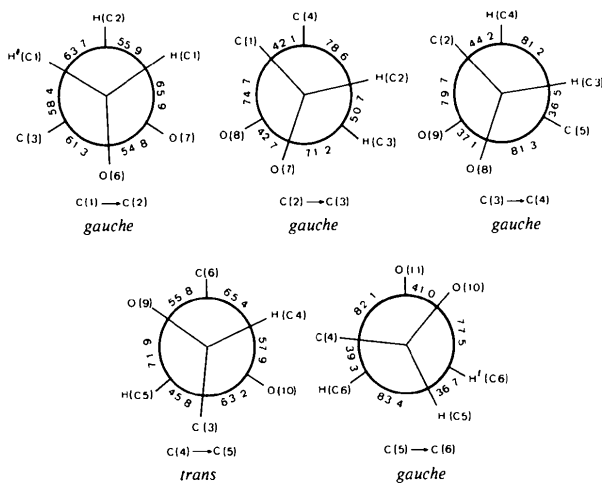 H(C2)
63.7 55.9
H′(C1) H(C1)
58.4 65.9
C(3) O(7)
61.3 54.8
O(6)
C(1) → C(2)
gauche
C(4)
C(1) 42.1 78.6
H(C2)
74.7 50.7
O(8) H(C3)
42.7 71.2
O(7)
C(2) → C(3)
gauche
H(C4)
C(2) 44.2 81.2
H(C3)
79.7 36.5
O(9) C(5)
37.1 81.3
O(8)
C(3) → C(4)
gauche
C(6)
O(9) 55.8 65.4
H(C4)
71.9 57.9
H(C5) O(10)
45.8 63.2
C(3)
C(4) → C(5)
trans
O(11)
82.1 41.0 O(10)
C(4) 77.5
39.3 H′(C6)
H(C6) 36.7
83.4 H(C5)
C(5) → C(6)
gauche